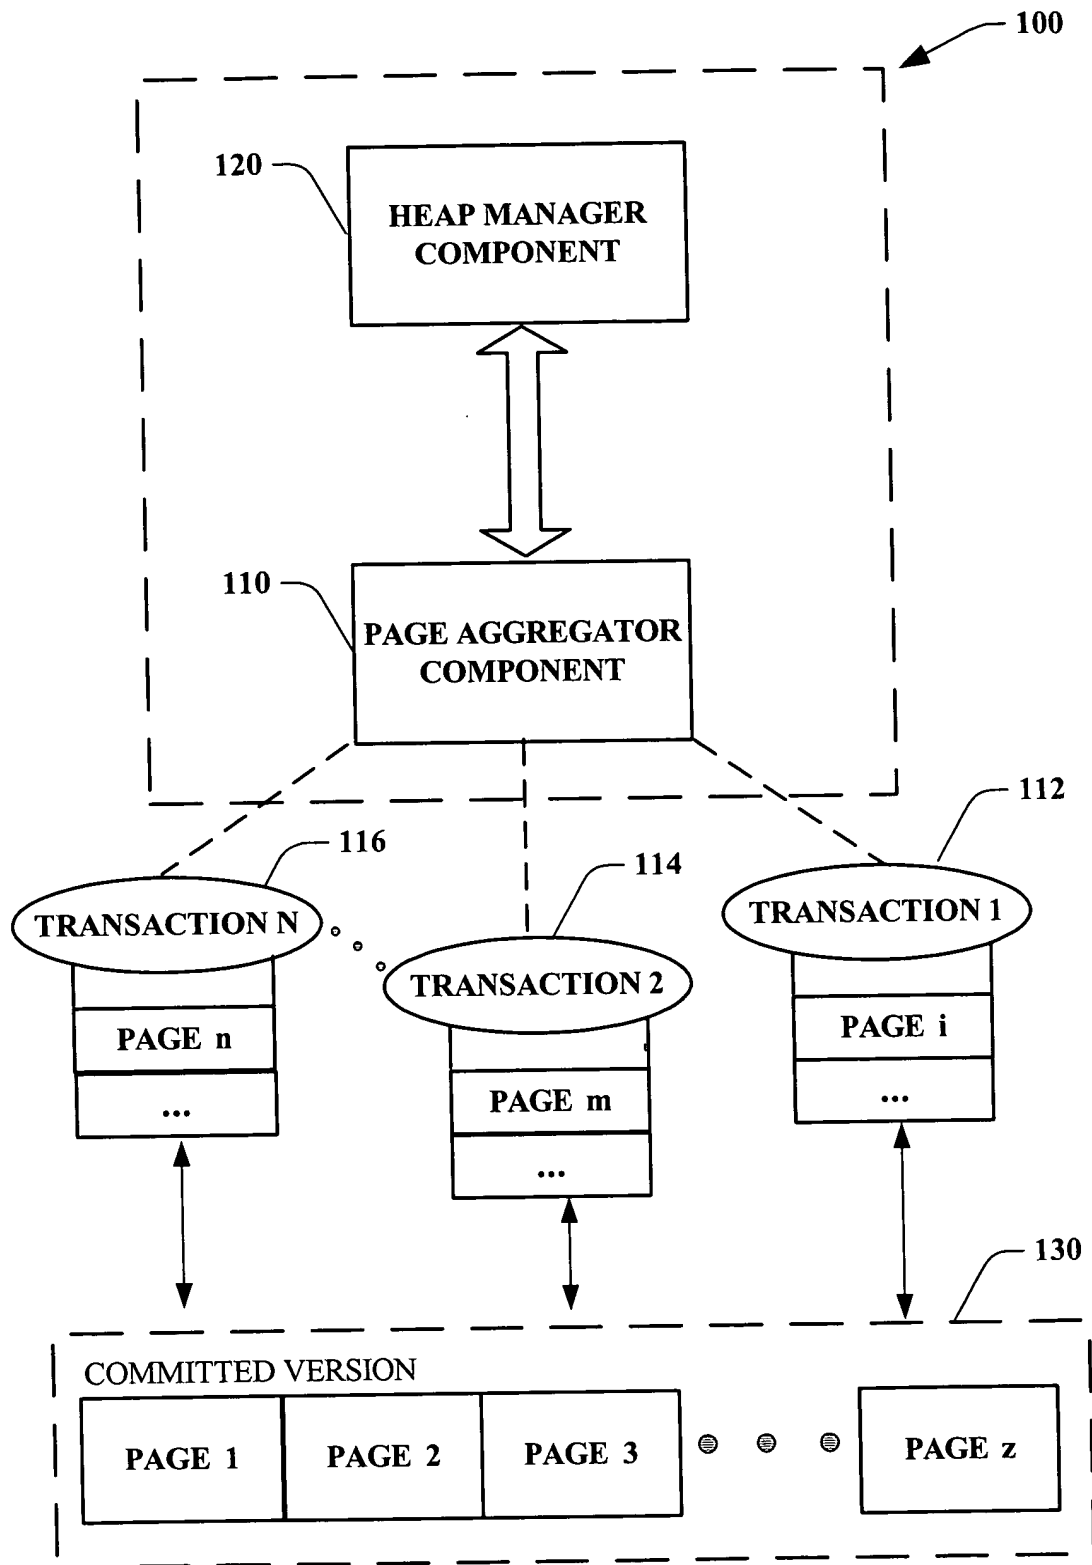 100
120
HEAP MANAGER
COMPONENT
110
PAGE AGGREGATOR
COMPONENT
112
116
114
TRANSACTION N
TRANSACTION 2
TRANSACTION 1
PAGE n
...
PAGE m
...
PAGE i
...
130
COMMITTED VERSION
PAGE 1
PAGE 2
PAGE 3
PAGE z